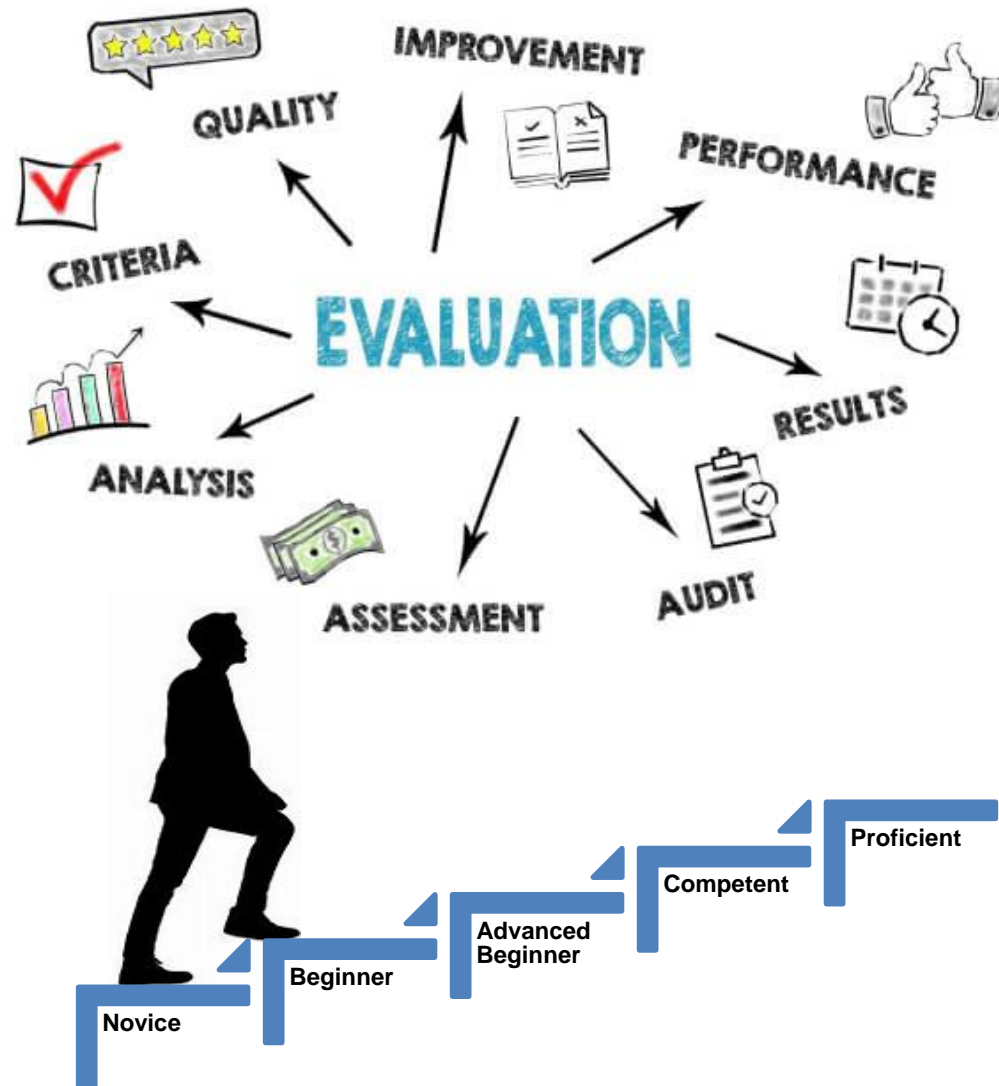 IMPROVEMENT
QUALITY
PERFORMANCE
CRITERIA
EVALUATION
RESULTS
ANALYSIS
ASSESSMENT
AUDIT
Proficient
Competent
Advanced
Beginner
Beginner
Novice